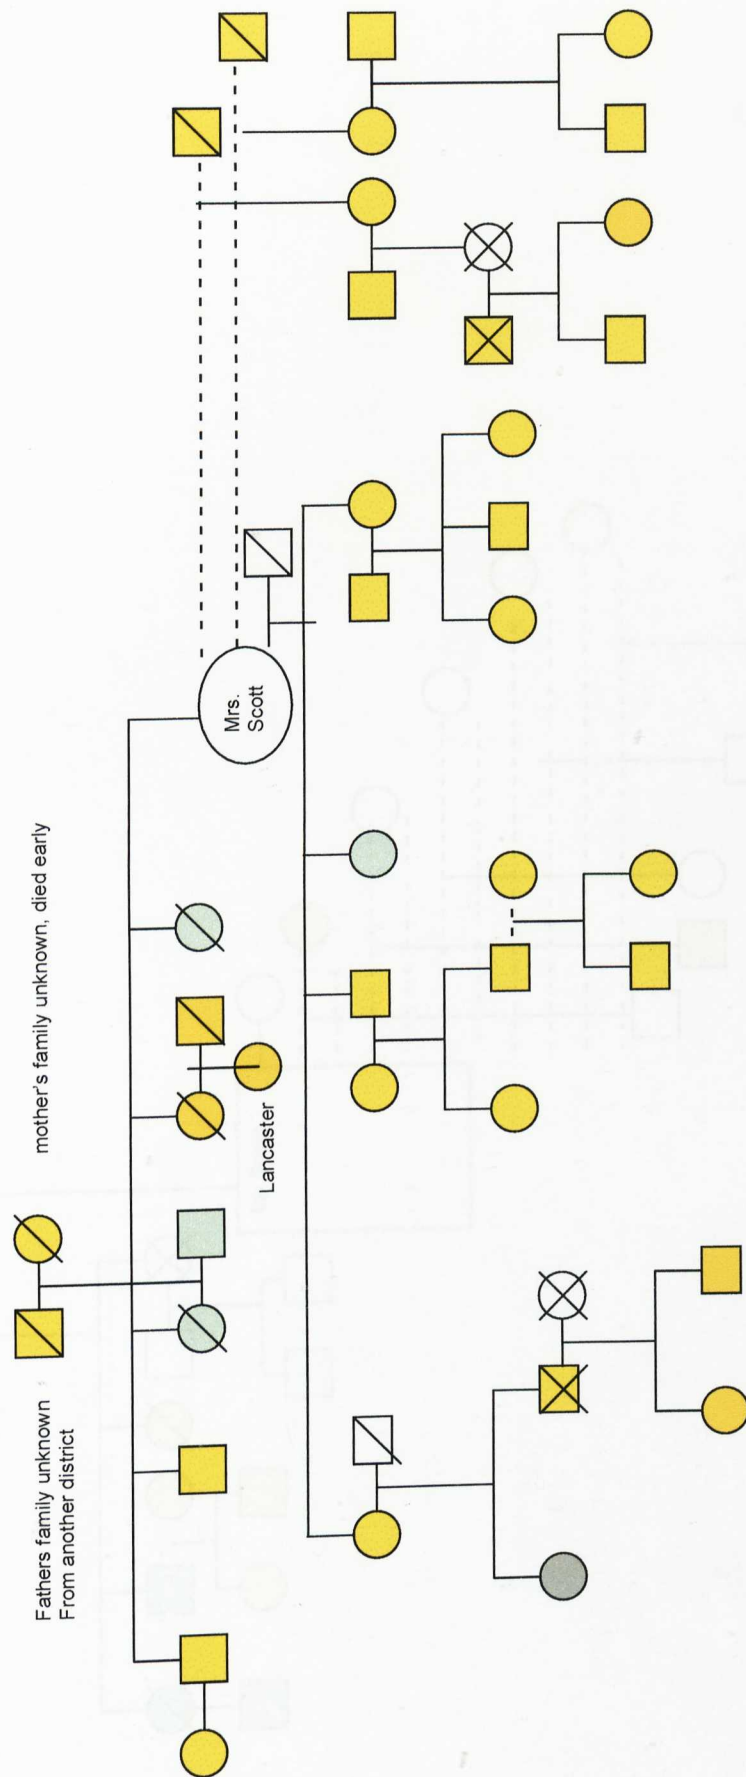 Fathers family unknown
From another district
mother's family unknown, died early
Lancaster
Mrs.
Scott